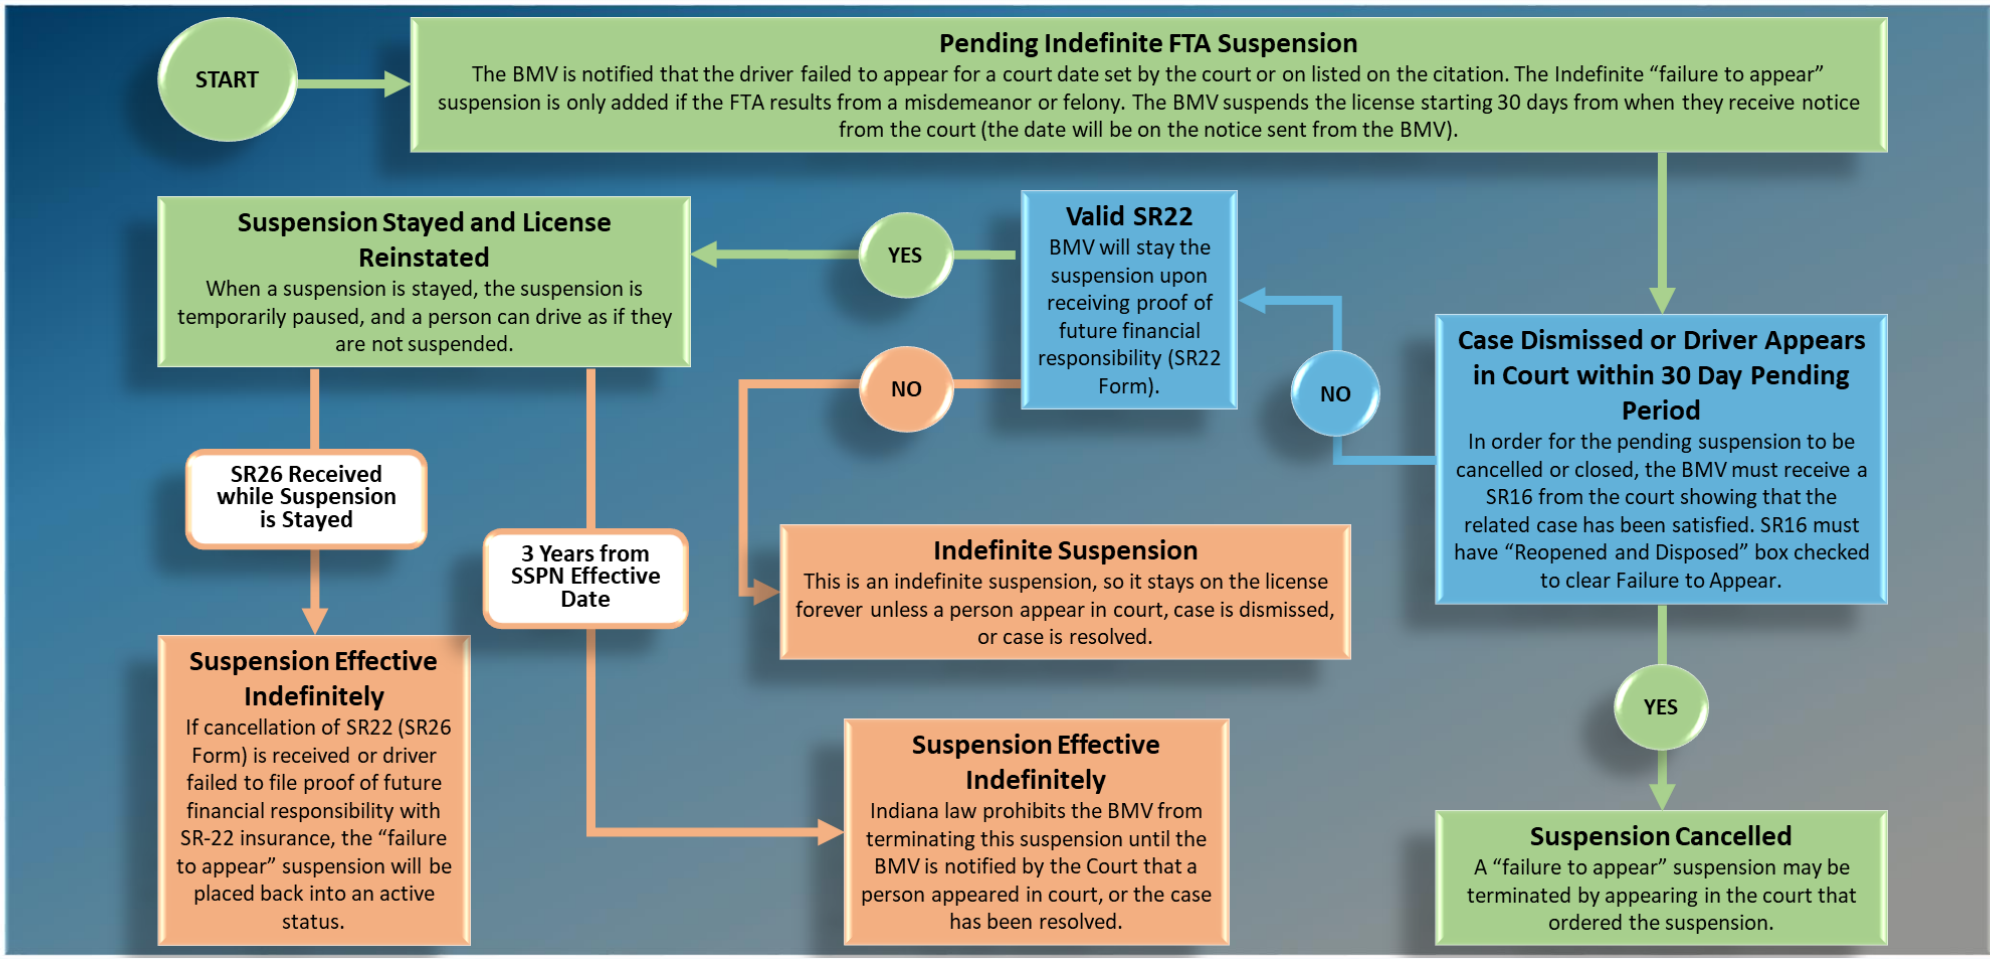 START
Pending Indefinite FTA Suspension
The BMV is notified that the driver failed to appear for a court date set by the court or on listed on the citation. The Indefinite “failure to appear”
suspension is only added if the FTA results from a misdemeanor or felony. The BMV suspends the license starting 30 days from when they receive notice
from the court (the date will be on the notice sent from the BMV).
Case Dismissed or Driver Appears
in Court within 30 Day Pending
Period
In order for the pending suspension to be
cancelled or closed, the BMV must receive a
SR16 from the court showing that the
related case has been satisfied. SR16 must
have “Reopened and Disposed” box checked
to clear Failure to Appear.
NO
Valid SR22
BMV will stay the
suspension upon
receiving proof of
future financial
responsibility (SR22
Form).
YES
NO
Suspension Stayed and License
Reinstated
When a suspension is stayed, the suspension is
temporarily paused, and a person can drive as if they
are not suspended.
SR26 Received
while Suspension
is Stayed
3 Years from
SSPN Effective
Date
Indefinite Suspension
This is an indefinite suspension, so it stays on the license
forever unless a person appear in court, case is dismissed,
or case is resolved.
Suspension Effective
Indefinitely
If cancellation of SR22 (SR26
Form) is received or driver
failed to file proof of future
financial responsibility with
SR-22 insurance, the “failure
to appear” suspension will be
placed back into an active
status.
Suspension Effective
Indefinitely
Indiana law prohibits the BMV from
terminating this suspension until the
BMV is notified by the Court that a
person appeared in court, or the case
has been resolved.
YES
Suspension Cancelled
A “failure to appear” suspension may be
terminated by appearing in the court that
ordered the suspension.